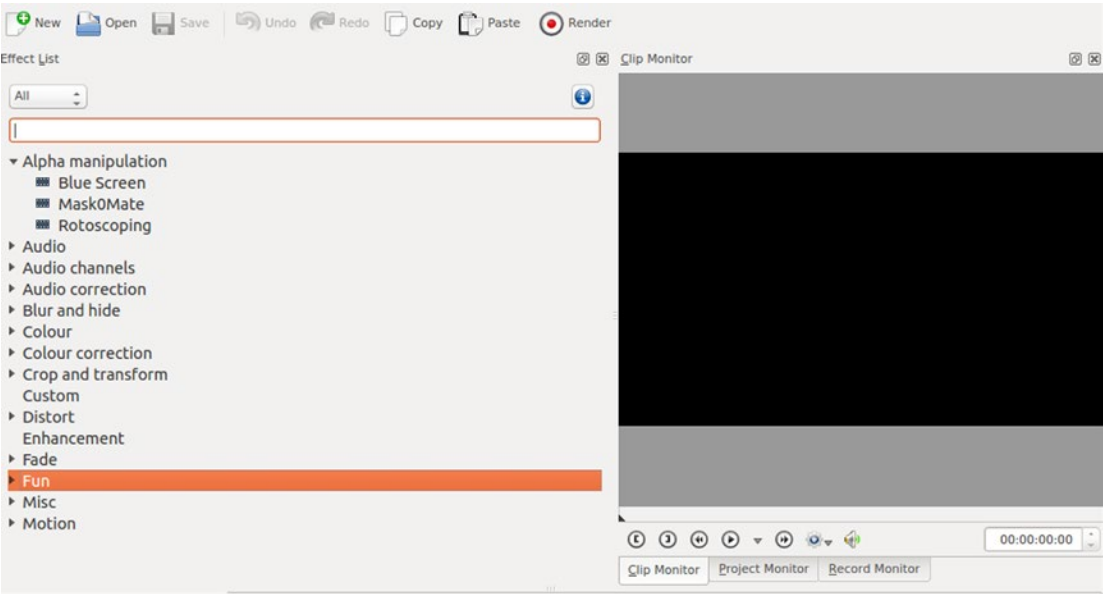 New Open Save Undo Redo Copy Paste Render
Effect List
Clip Monitor
All
Alpha manipulation
Blue Screen
Mask0Mate
Rotoscoping
Audio
Audio channels
Audio correction
Blur and hide
Colour
Colour correction
Crop and transform
Custom
Distort
Enhancement
Fade
Fun
Misc
Motion
00:00:00:00
Clip Monitor Project Monitor Record Monitor